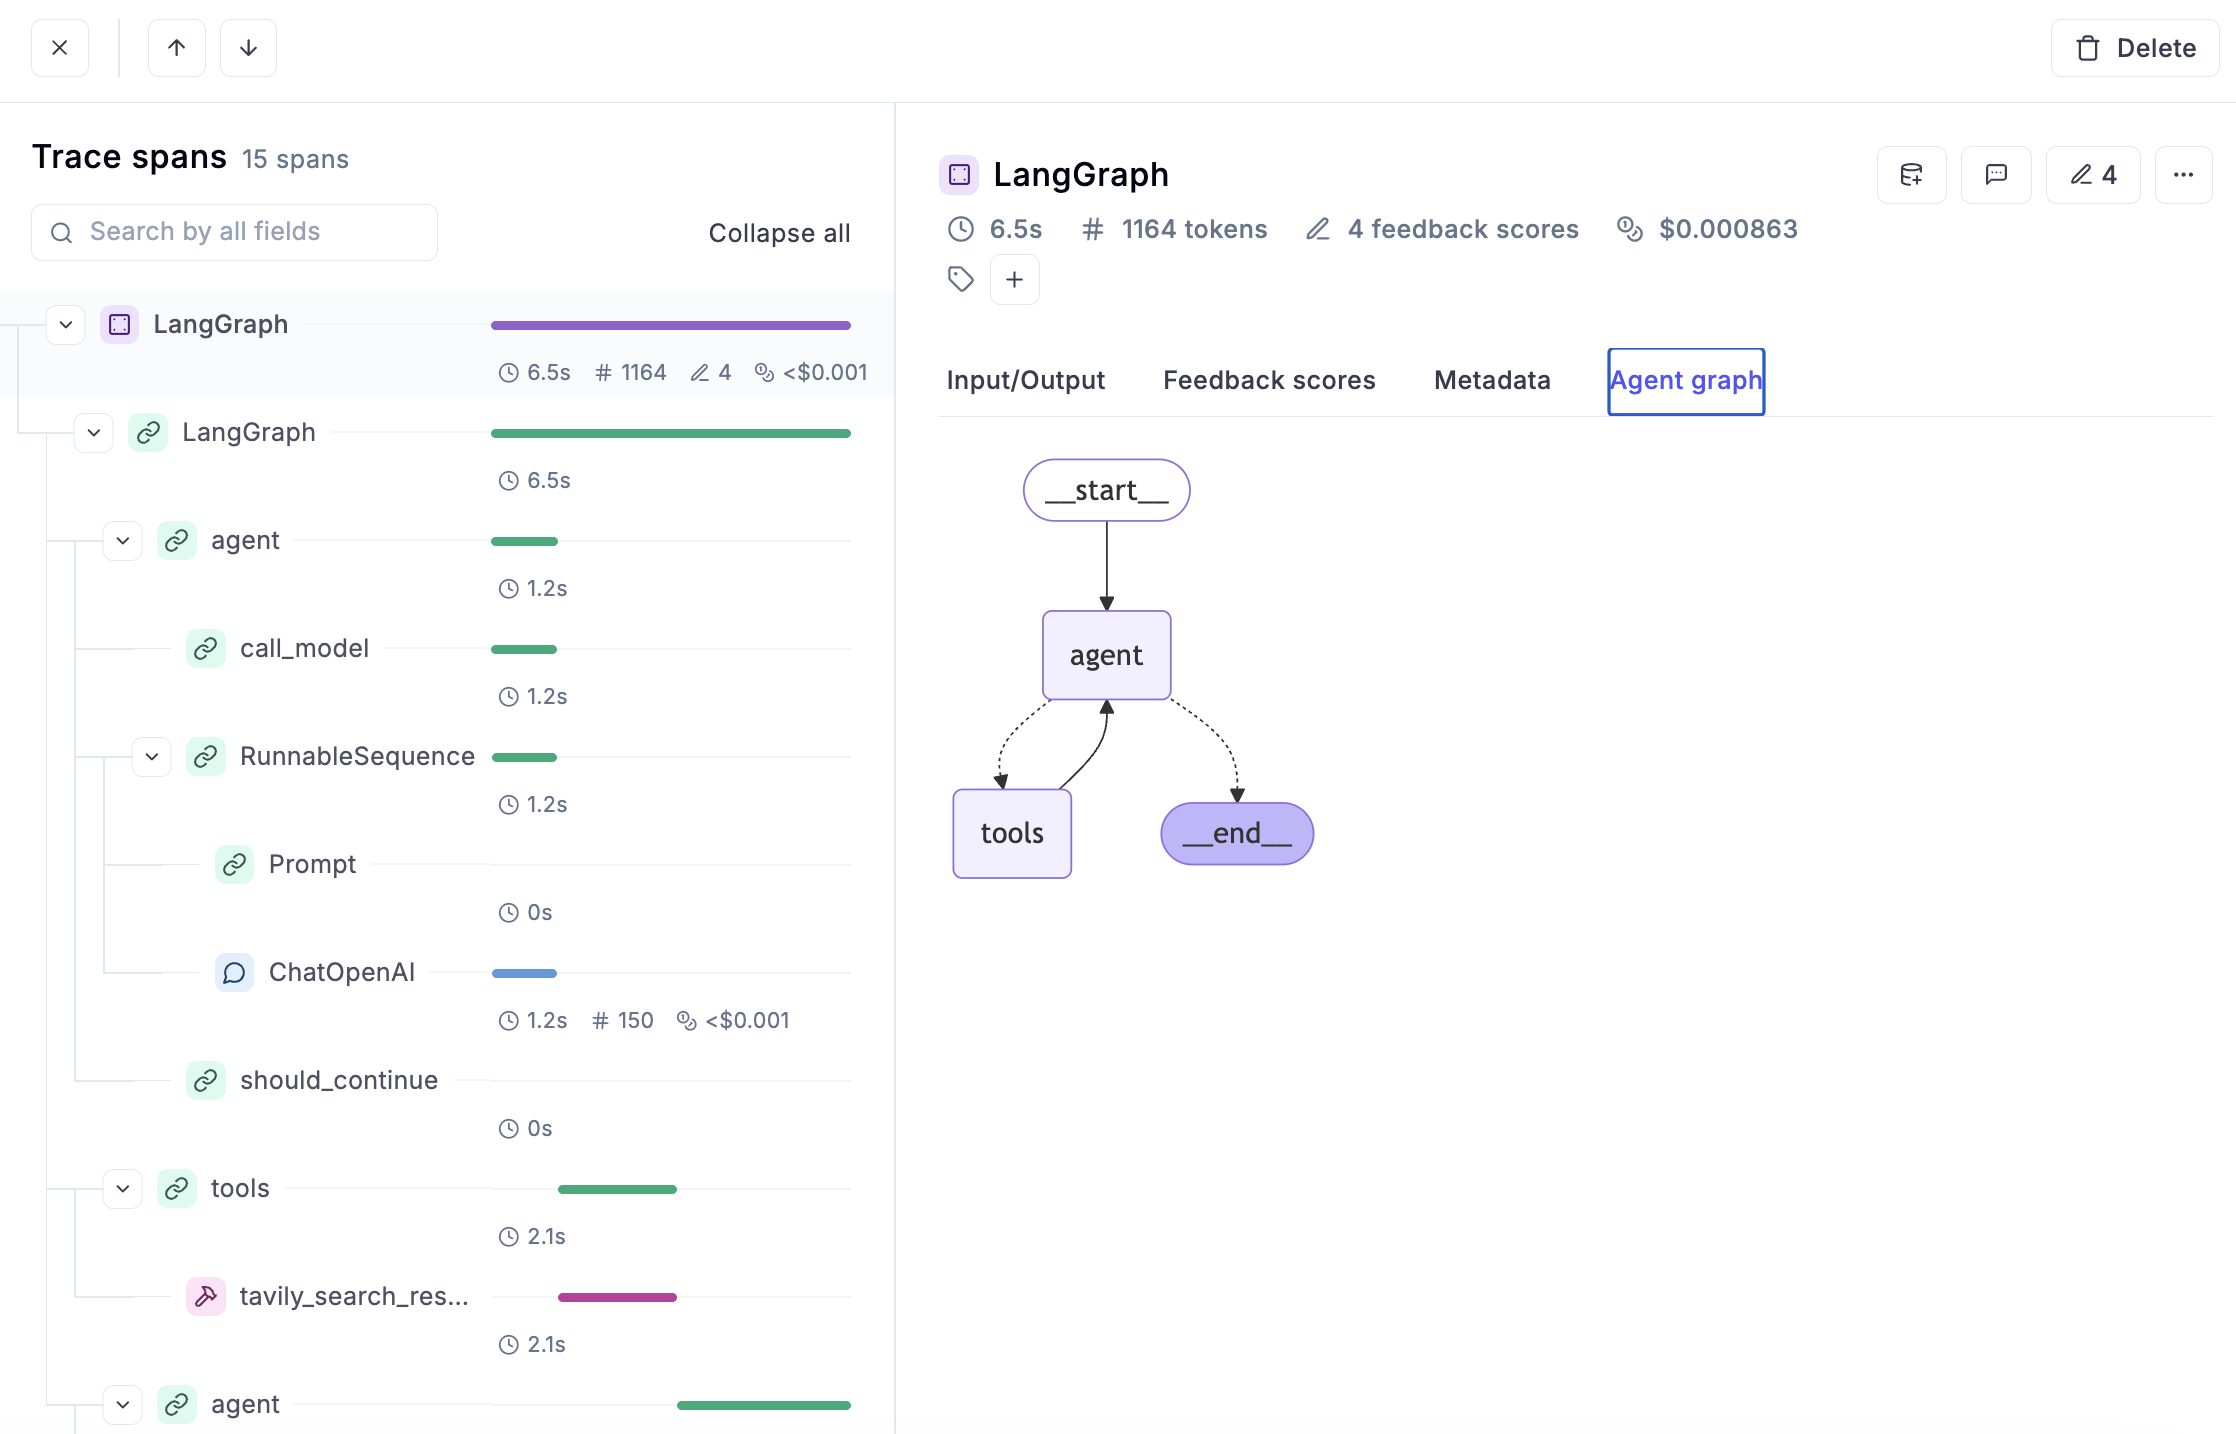 Delete
Trace spans 15 spans
Search by all fields
Collapse all
LangGraph
6.5s 1164 4 <$0.001
LangGraph
6.5s
agent
1.2s
call_model
1.2s
RunnableSequence
1.2s
Prompt
0s
ChatOpenAI
1.2s 150 <$0.001
should_continue
0s
tools
2.1s
tavily_search_res...
2.1s
agent
LangGraph
4
6.5s # 1164 tokens 4 feedback scores $0.000863
Input/Output Feedback scores Metadata Agent graph
__start__
agent
tools
__end__